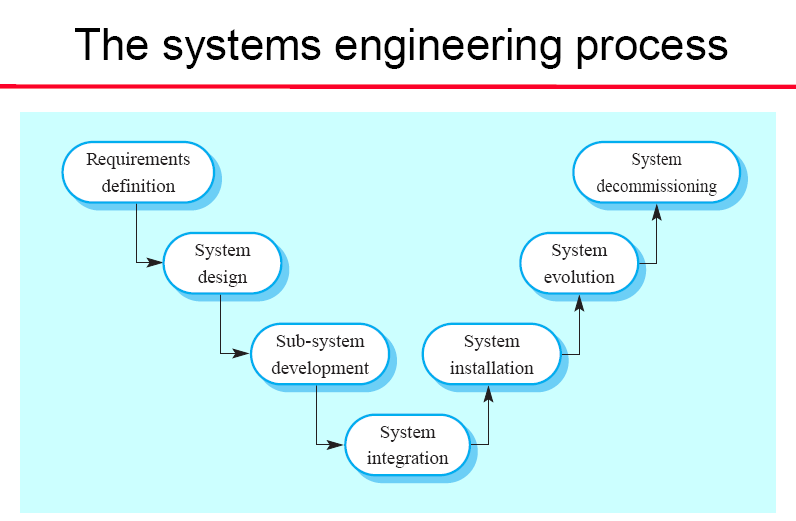 The systems engineering process
Requirements
definition
System
design
Sub-system
development
System
integration
System
installation
System
evolution
System
decommissioning